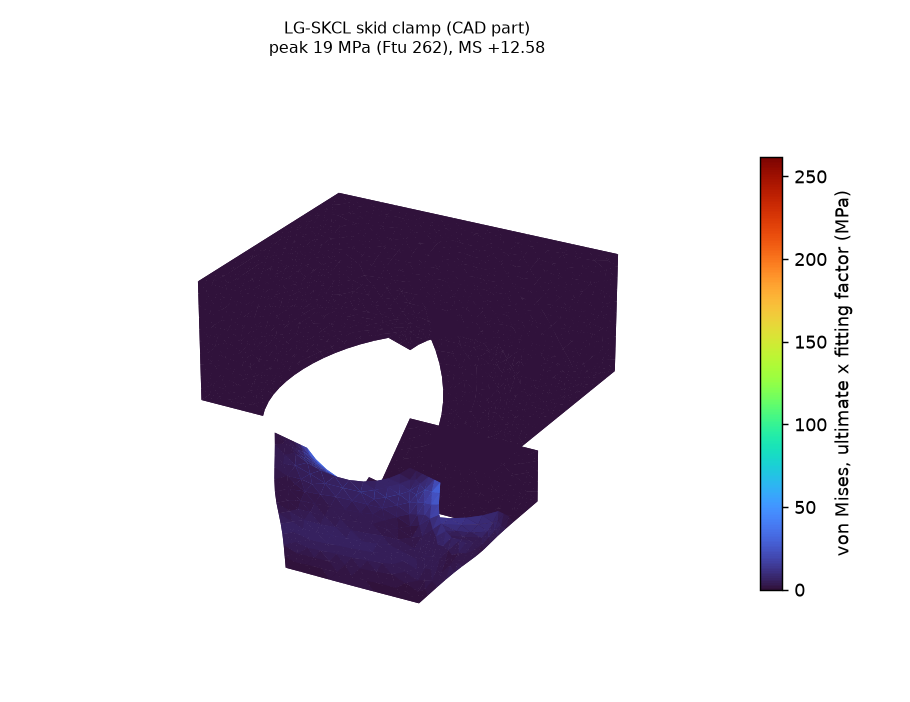 LG-SKCL skid clamp (CAD part)
peak 19 MPa (Ftu 262), MS +12.58
250
200
150
100
50
0
von Mises, ultimate x fitting factor (MPa)